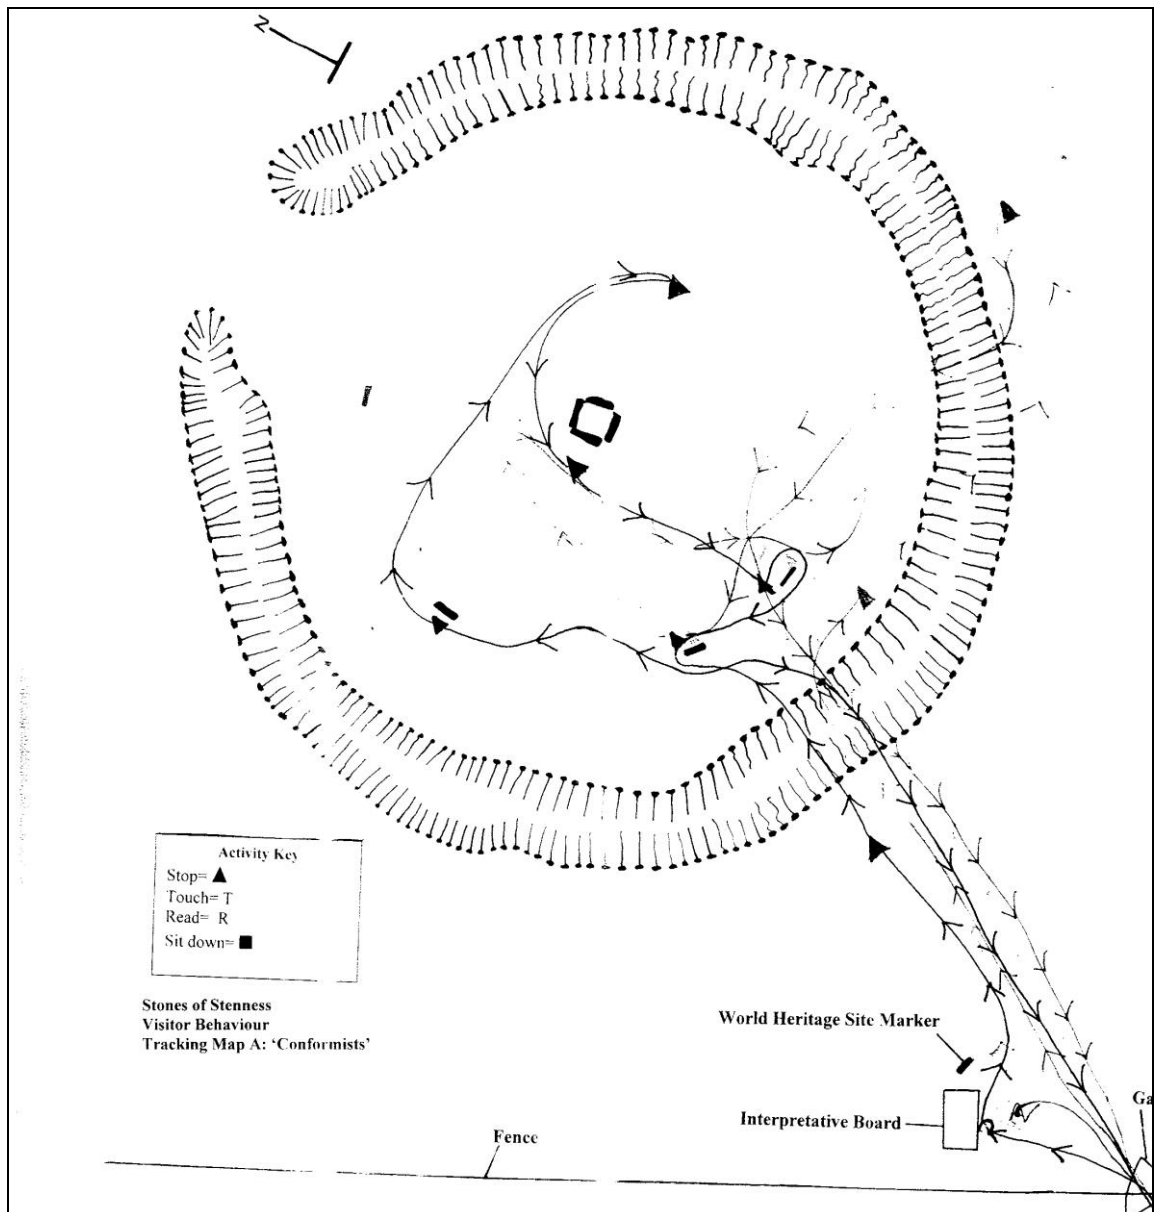 N
Activity Key
Stop= ▲
Touch= T
Read= R
Sit down= ■
Stones of Stenness
Visitor Behaviour
Tracking Map A: ‘Conformists’
World Heritage Site Marker
Interpretative Board
Ga
Fence